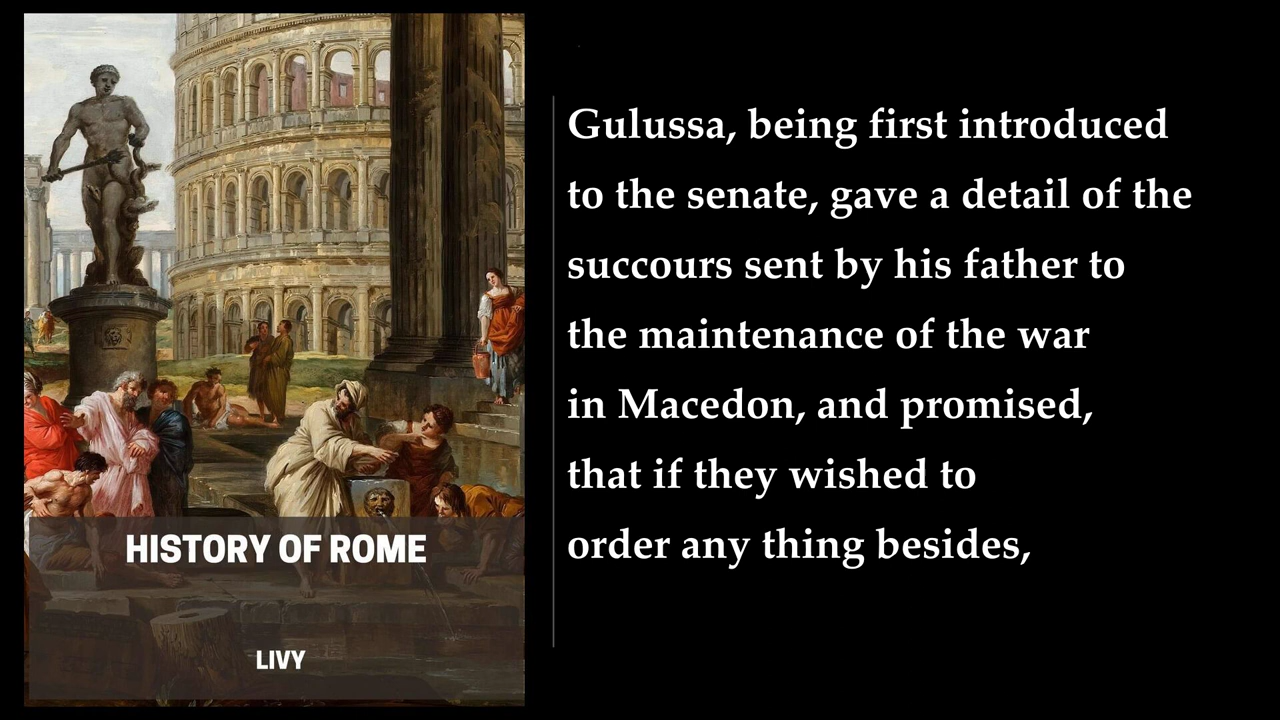 HISTORY OF ROME
LIVY
Gulussa, being first introduced
to the senate, gave a detail of the
succours sent by his father to
the maintenance of the war
in Macedon, and promised,
that if they wished to
order any thing besides,